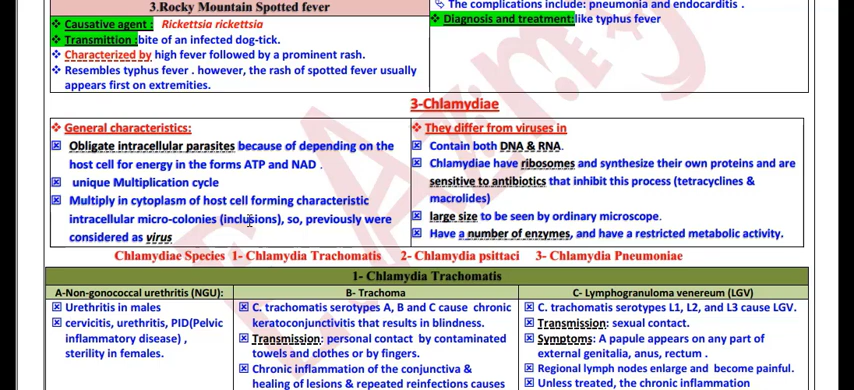 3.Rocky Mountain Spotted fever
Causative agent : Rickettsia rickettsia
Transmittion :bite of an infected dog-tick.
Characterized by high fever followed by a prominent rash.
Resembles typhus fever . however, the rash of spotted fever usually
appears first on extremities.
The complications include: pneumonia and endocarditis .
Diagnosis and treatment:like typhus fever
3-Chlamydiae
General characteristics:
Obligate intracellular parasites because of depending on the
host cell for energy in the forms ATP and NAD .
unique Multiplication cycle
Multiply in cytoplasm of host cell forming characteristic
intracellular micro-colonies (inclusions), so, previously were
considered as virus
They differ from viruses in
Contain both DNA & RNA.
Chlamydiae have ribosomes and synthesize their own proteins and are
sensitive to antibiotics that inhibit this process (tetracyclines &
macrolides)
large size to be seen by ordinary microscope.
Have a number of enzymes, and have a restricted metabolic activity.
Chlamydiae Species 1- Chlamydia Trachomatis 2- Chlamydia psittaci 3- Chlamydia Pneumoniae
1- Chlamydia Trachomatis
A-Non-gonococcal urethritis (NGU):
Urethritis in males
cervicitis, urethritis, PID(Pelvic
inflammatory disease) ,
sterility in females.
B- Trachoma
C. trachomatis serotypes A, B and C cause chronic
keratoconjunctivitis that results in blindness.
Transmission: personal contact by contaminated
towels and clothes or by fingers.
Chronic inflammation of the conjunctiva &
healing of lesions & repeated reinfections causes
C- Lymphogranuloma venereum (LGV)
C. trachomatis serotypes L1, L2, and L3 cause LGV.
Transmission: sexual contact.
Symptoms: A papule appears on any part of
external genitalia, anus, rectum .
Regional lymph nodes enlarge and become painful.
Unless treated, the chronic inflammation